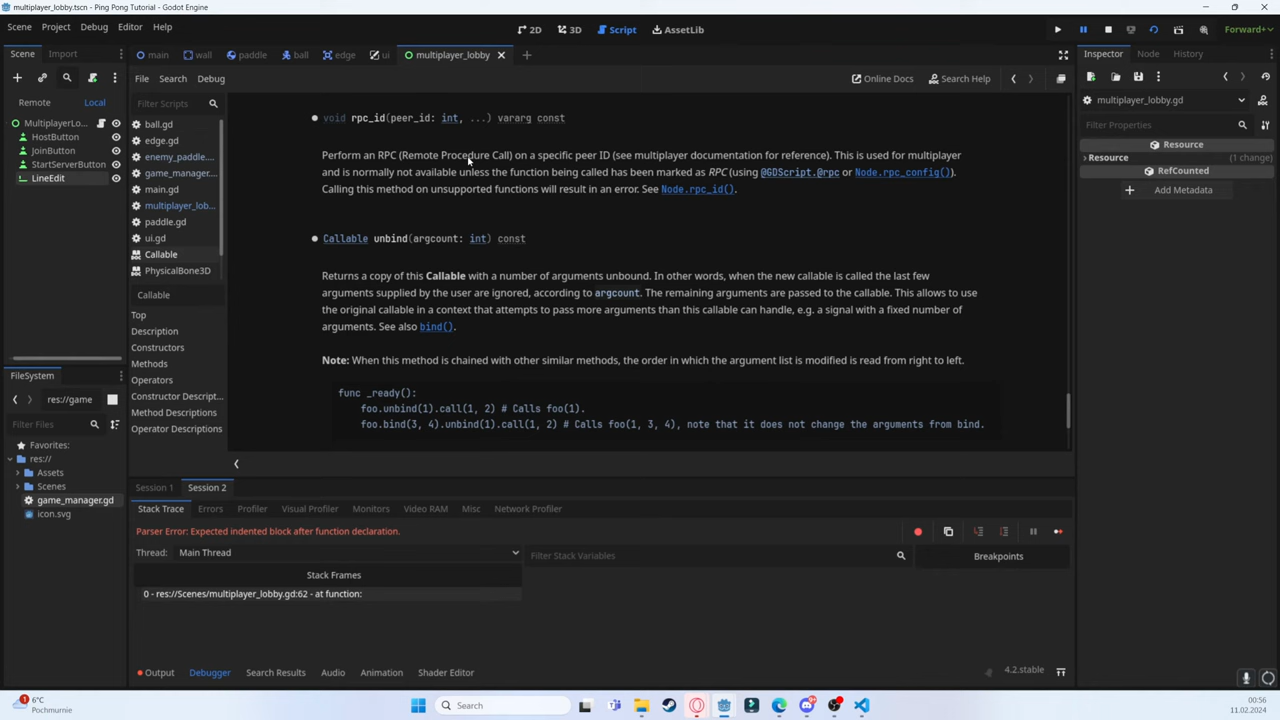 multiplayer_lobby.tscn - Ping Pong Tutorial - Godot Engine
Scene Project Debug Editor Help
2D 3D Script AssetLib
Forward+
Scene Import
main wall paddle ball edge ui multiplayer_lobby
Inspector Node History
File Search Debug
Online Docs Search Help
Remote Local
Filter Scripts
multiplayer_lobby.gd
MultiplayerLo...
HostButton
JoinButton
StartServerButton
LineEdit
ball.gd
edge.gd
enemy_paddle....
game_manager....
main.gd
multiplayer_lob...
paddle.gd
ui.gd
Callable
PhysicalBone3D
Callable
Top
Description
Constructors
Methods
Operators
Constructor Descript...
Method Descriptions
Operator Descriptions
void rpc_id(peer_id: int, ...) vararg const
Perform an RPC (Remote Procedure Call) on a specific peer ID (see multiplayer documentation for reference). This is used for multiplayer
and is normally not available unless the function being called has been marked as RPC (using @GDScript.@rpc or Node.rpc_config()).
Calling this method on unsupported functions will result in an error. See Node.rpc_id().
Callable unbind(argcount: int) const
Returns a copy of this Callable with a number of arguments unbound. In other words, when the new callable is called the last few
arguments supplied by the user are ignored, according to argcount. The remaining arguments are passed to the callable. This allows to use
the original callable in a context that attempts to pass more arguments than this callable can handle, e.g. a signal with a fixed number of
arguments. See also bind().
Note: When this method is chained with other similar methods, the order in which the argument list is modified is read from right to left.
func _ready():
foo.unbind(1).call(1, 2) # Calls foo(1).
foo.bind(3, 4).unbind(1).call(1, 2) # Calls foo(1, 3, 4), note that it does not change the arguments from bind.
Filter Properties
Resource
Resource (1 change)
RefCounted
Add Metadata
FileSystem
res://game
Filter Files
Favorites:
res://
Assets
Scenes
game_manager.gd
icon.svg
Session 1 Session 2
Stack Trace Errors Profiler Visual Profiler Monitors Video RAM Misc Network Profiler
Parser Error: Expected indented block after function declaration.
Thread: Main Thread
Filter Stack Variables
Breakpoints
Stack Frames
0 - res://Scenes/multiplayer_lobby.gd:62 - at function:
Output Debugger Search Results Audio Animation Shader Editor
4.2.stable
1
6°C
Pochmurnie
Search
00:56
11.02.2024